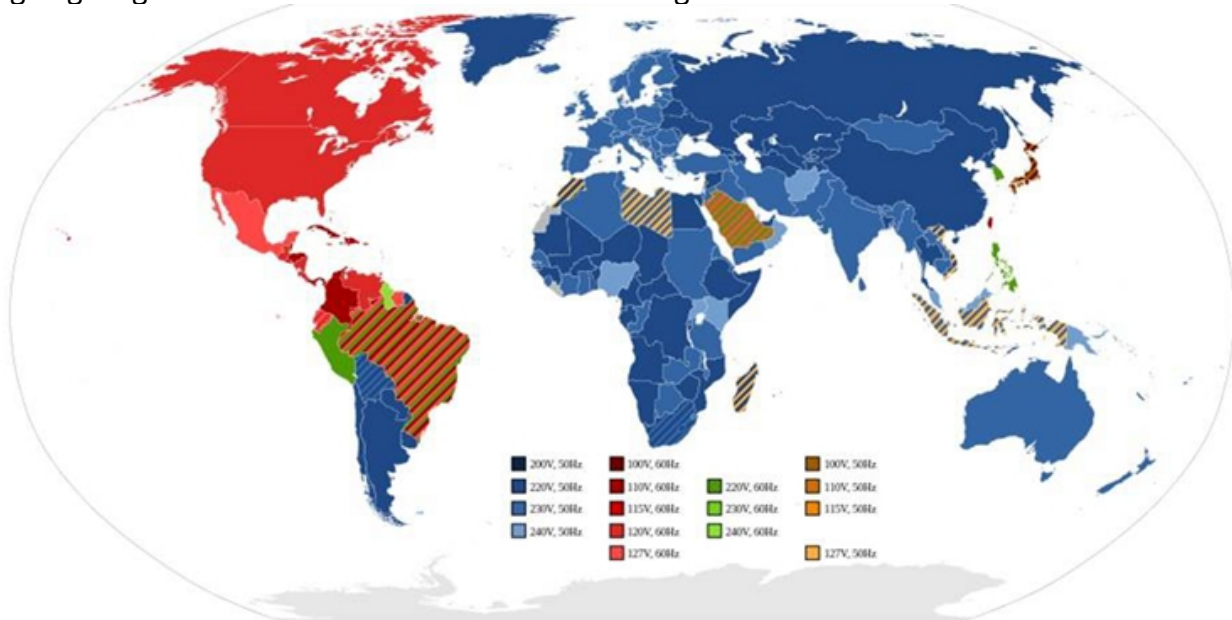 200V, 50Hz
100V, 60Hz
100V, 50Hz
220V, 50Hz
110V, 60Hz
220V, 60Hz
110V, 50Hz
230V, 50Hz
115V, 60Hz
230V, 60Hz
115V, 50Hz
240V, 50Hz
120V, 60Hz
240V, 60Hz
127V, 60Hz
127V, 50Hz